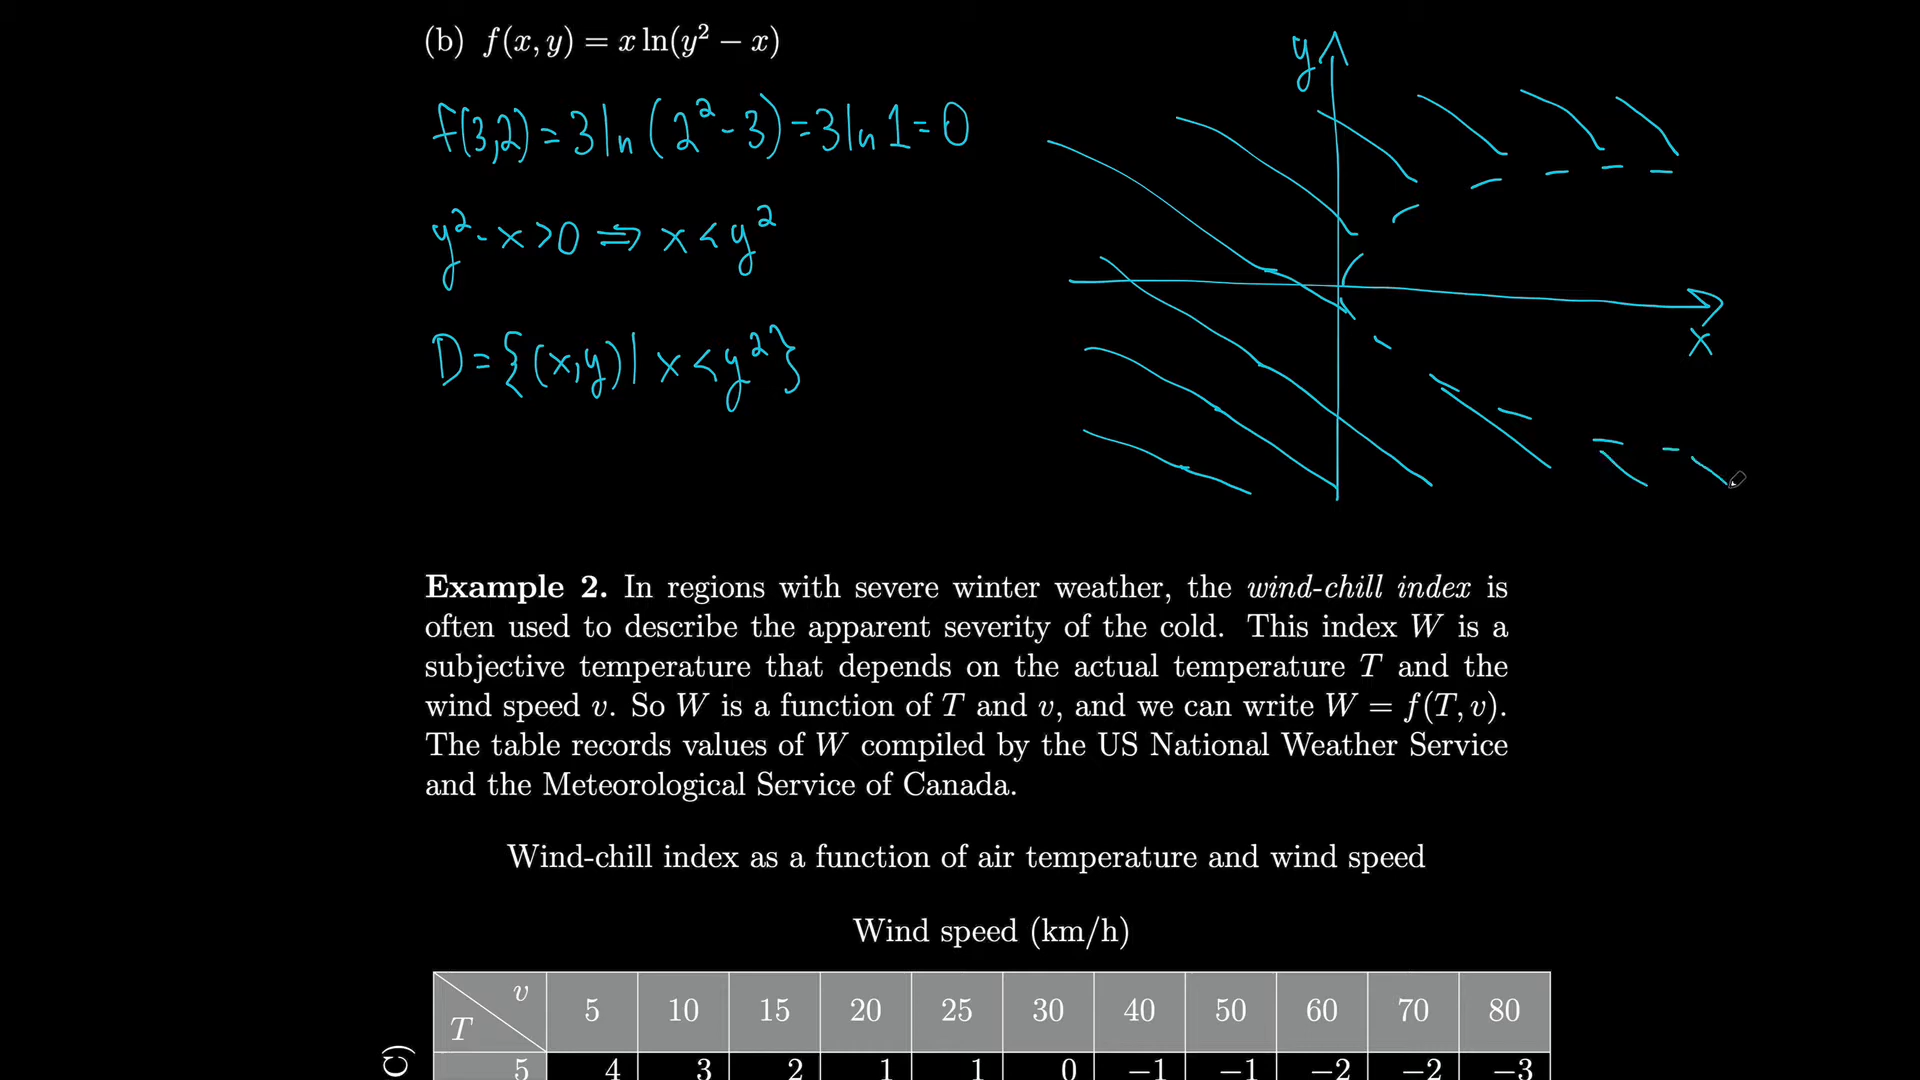 (b) f(x, y) = x ln(y² − x)
f(3,2) = 3 ln (2² - 3) = 3 ln 1 = 0
y² - x > 0 ⇒ x < y²
D = {(x,y) | x < y²}
y
x
Example 2. In regions with severe winter weather, the wind-chill index is
often used to describe the apparent severity of the cold. This index W is a
subjective temperature that depends on the actual temperature T and the
wind speed v. So W is a function of T and v, and we can write W = f(T, v).
The table records values of W compiled by the US National Weather Service
and the Meteorological Service of Canada.
Wind-chill index as a function of air temperature and wind speed
Wind speed (km/h)
T v 5 10 15 20 25 30 40 50 60 70 80
5 4 3 2 1 1 0 −1 −1 −2 −2 −3
C)